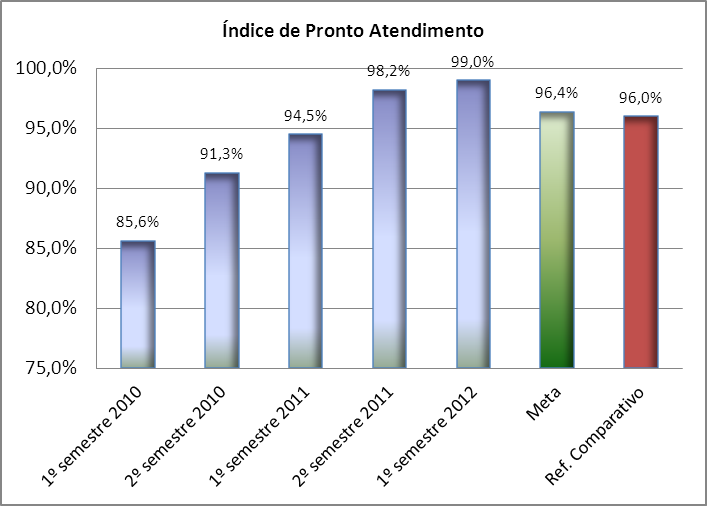 Índice de Pronto Atendimento
100,0%
95,0%
90,0%
85,0%
80,0%
75,0%
85,6%
91,3%
94,5%
98,2%
99,0%
96,4%
96,0%
1º semestre 2010
2º semestre 2010
1º semestre 2011
2º semestre 2011
1º semestre 2012
Meta
Ref. Comparativo